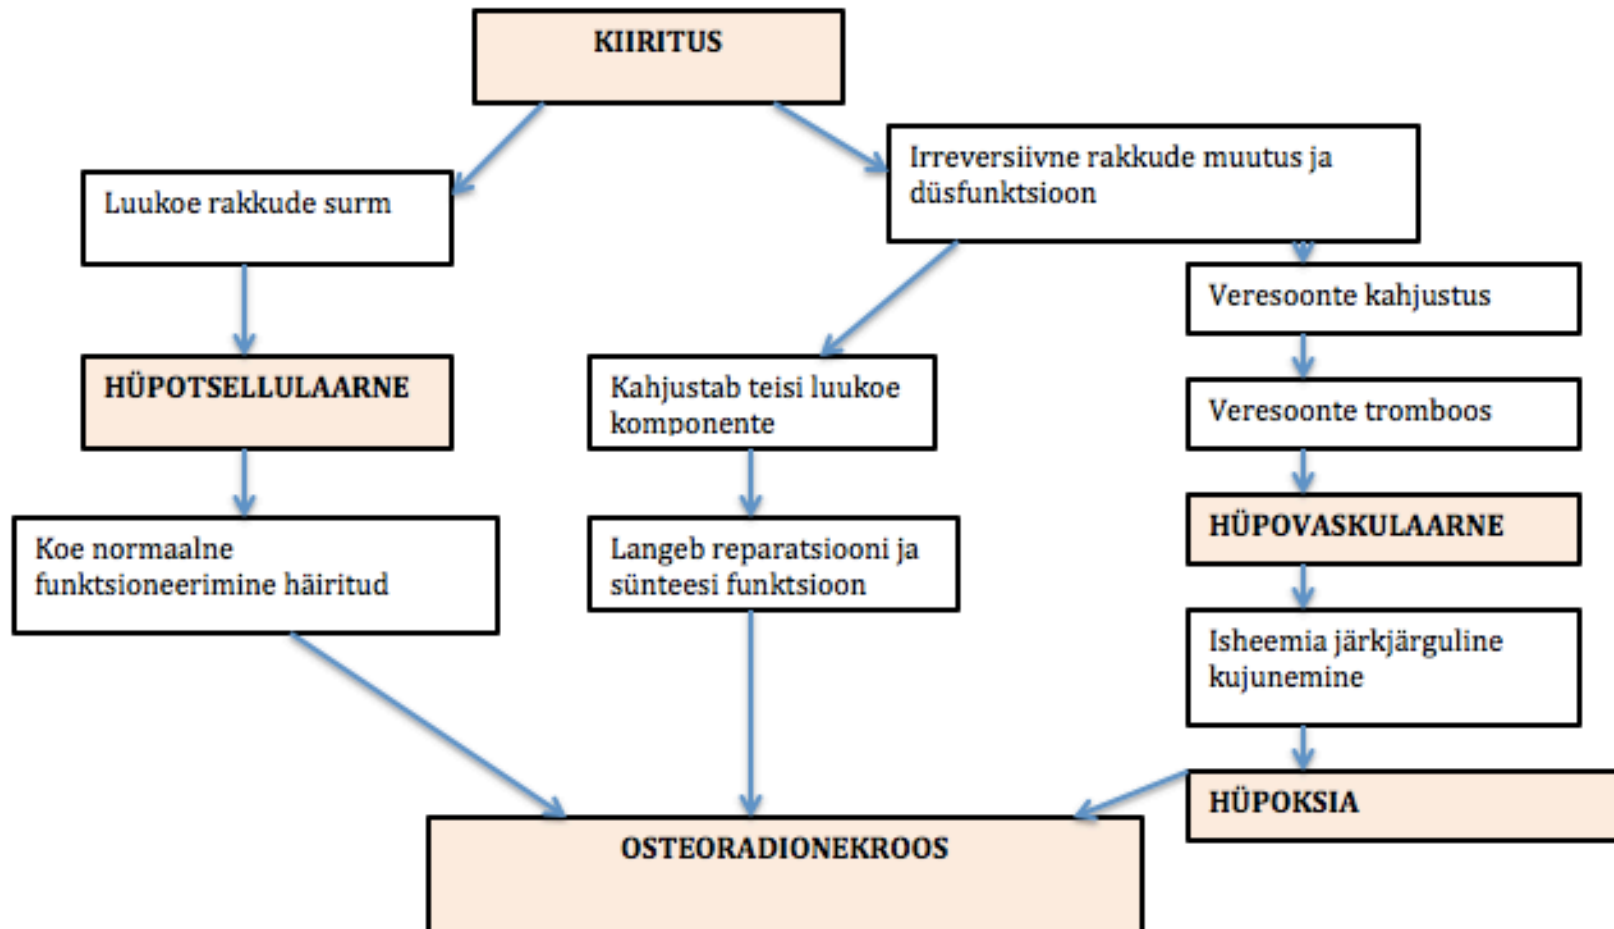 KIIRITUS
Luukoe rakkude surm
Irreversiivne rakkude muutus ja
düsfunktsioon
Veresoonte kahjustus
HÜPOTSELLULAARNE
Kahjustab teisi luukoe
komponente
Veresoonte tromboos
Koe normaalne
funktsioneerimine häiritud
Langeb reparatsiooni ja
sünteesi funktsioon
HÜPOVASKULAARNE
Isheemia järkjärguline
kujunemine
HÜPOKSIA
OSTEORADIONEKROOS